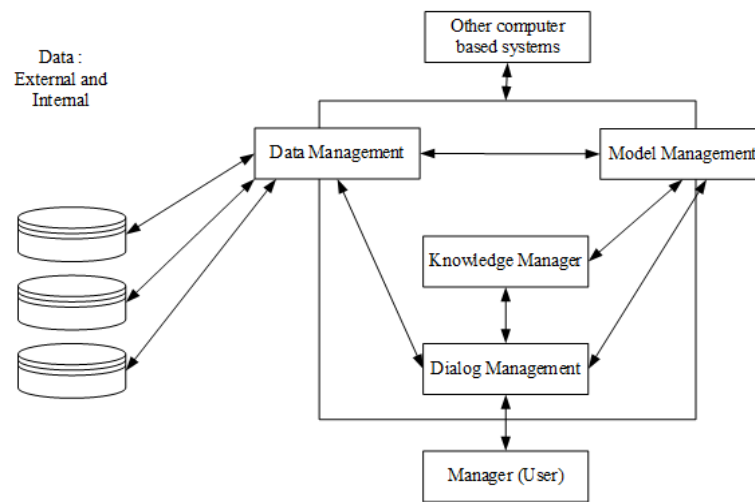 Other computer
based systems
Data :
External and
Internal
Data Management
Model Management
Knowledge Manager
Dialog Management
Manager (User)